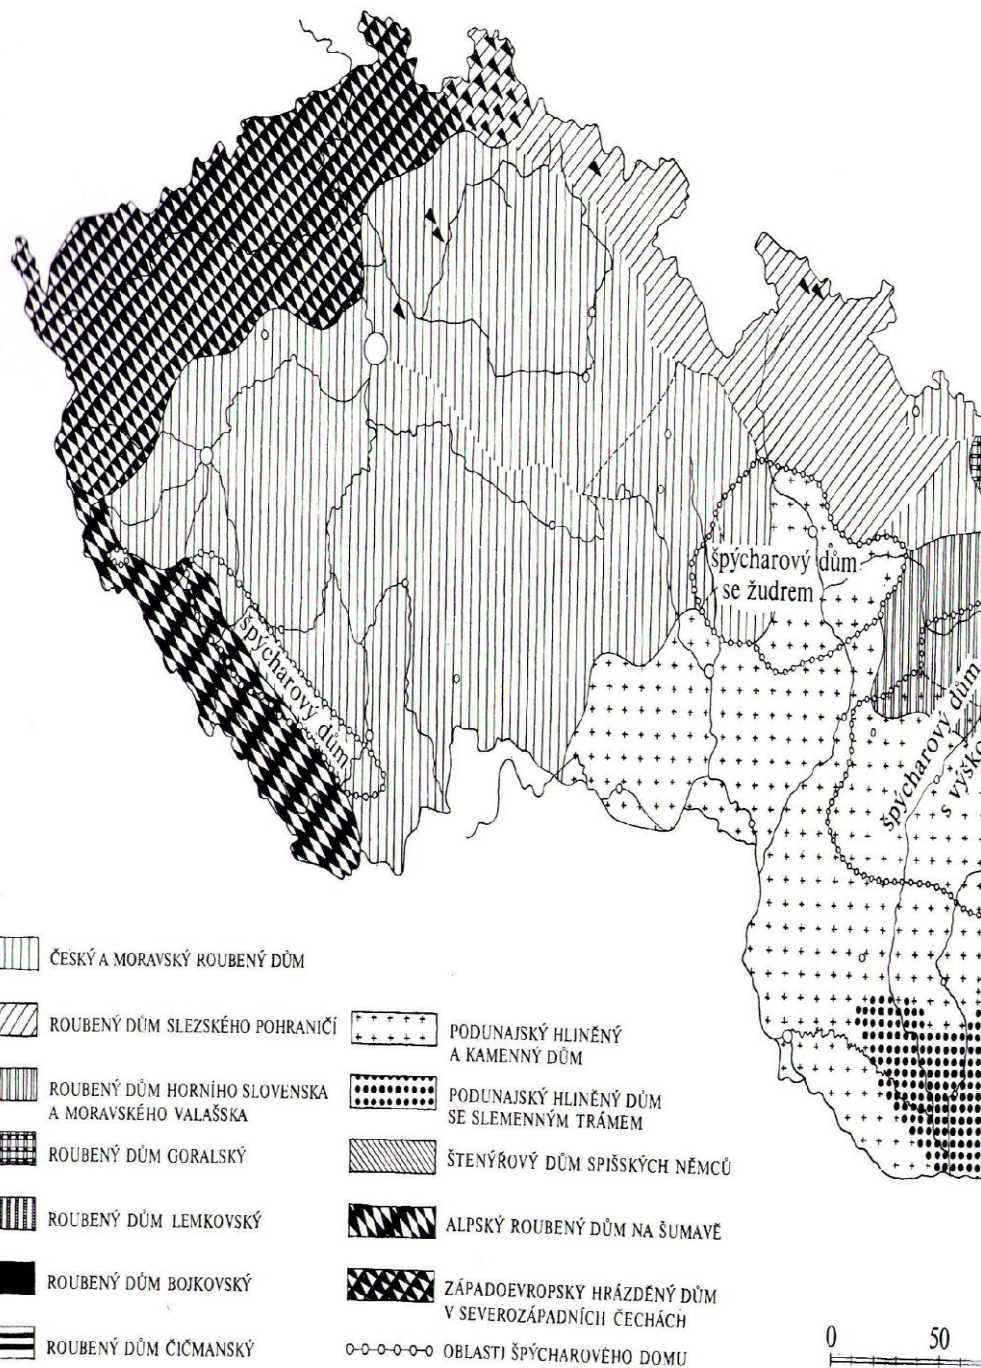 špýcharový dům
se žudrem
špýcharový dům
špýcharový dům
s výško
ČESKÝ A MORAVSKÝ ROUBENÝ DŮM
ROUBENÝ DŮM SLEZSKÉHO POHRANIČÍ
ROUBENÝ DŮM HORNÍHO SLOVENSKA
A MORAVSKÉHO VALAŠSKA
ROUBENÝ DŮM GORALSKÝ
ROUBENÝ DŮM LEMKOVSKÝ
ROUBENÝ DŮM BOJKOVSKÝ
ROUBENÝ DŮM ČIČMANSKÝ
PODUNAJSKÝ HLINĚNÝ
A KAMENNÝ DŮM
PODUNAJSKÝ HLINĚNÝ DŮM
SE SLEMENNÝM TRÁMEM
ŠTENÝŘOVÝ DŮM SPIŠSKÝCH NĚMCŮ
ALPSKÝ ROUBENÝ DŮM NA ŠUMAVĚ
ZÁPADOEVROPSKY HRÁZDĚNÝ DŮM
V SEVEROZÁPADNÍCH ČECHÁCH
OBLASTI ŠPÝCHAROVÉHO DOMU
0 50